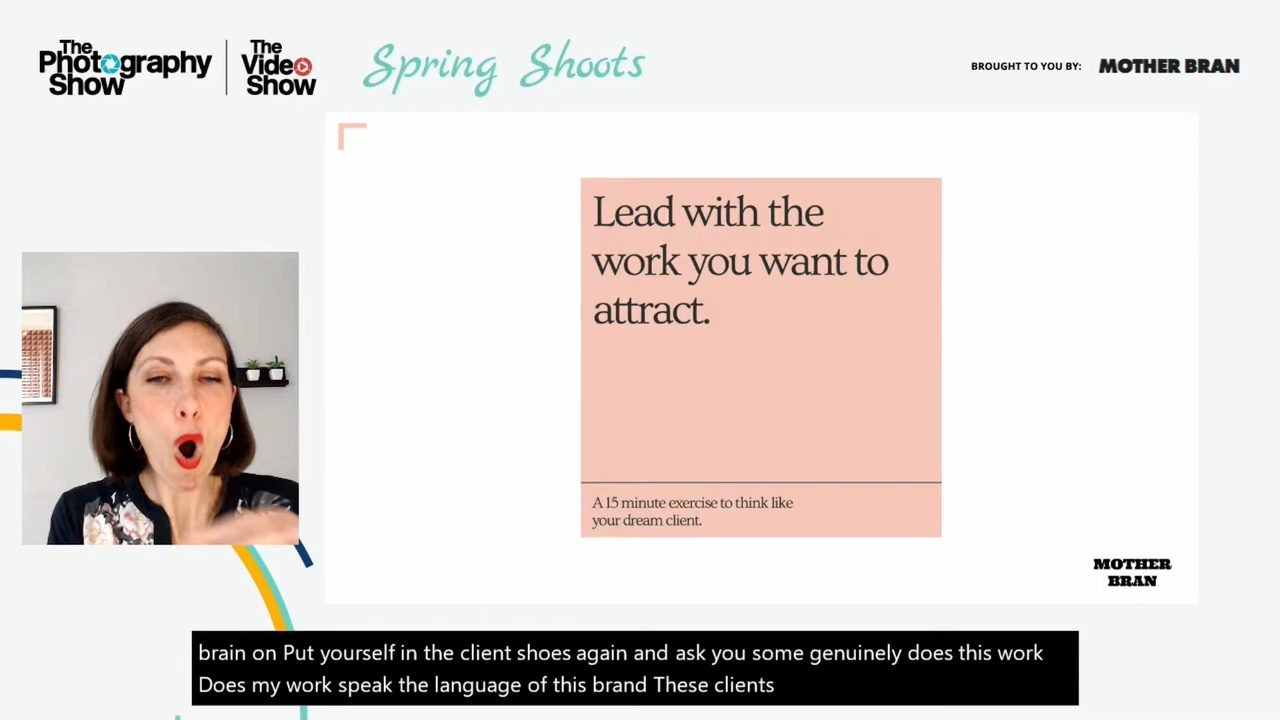 The
Photography
Show
The
Video
Show
Spring Shoots
BROUGHT TO YOU BY:
MOTHER BRAN
Lead with the
work you want to
attract.
A 15 minute exercise to think like
your dream client.
MOTHER
BRAN
brain on Put yourself in the client shoes again and ask you some genuinely does this work
Does my work speak the language of this brand These clients